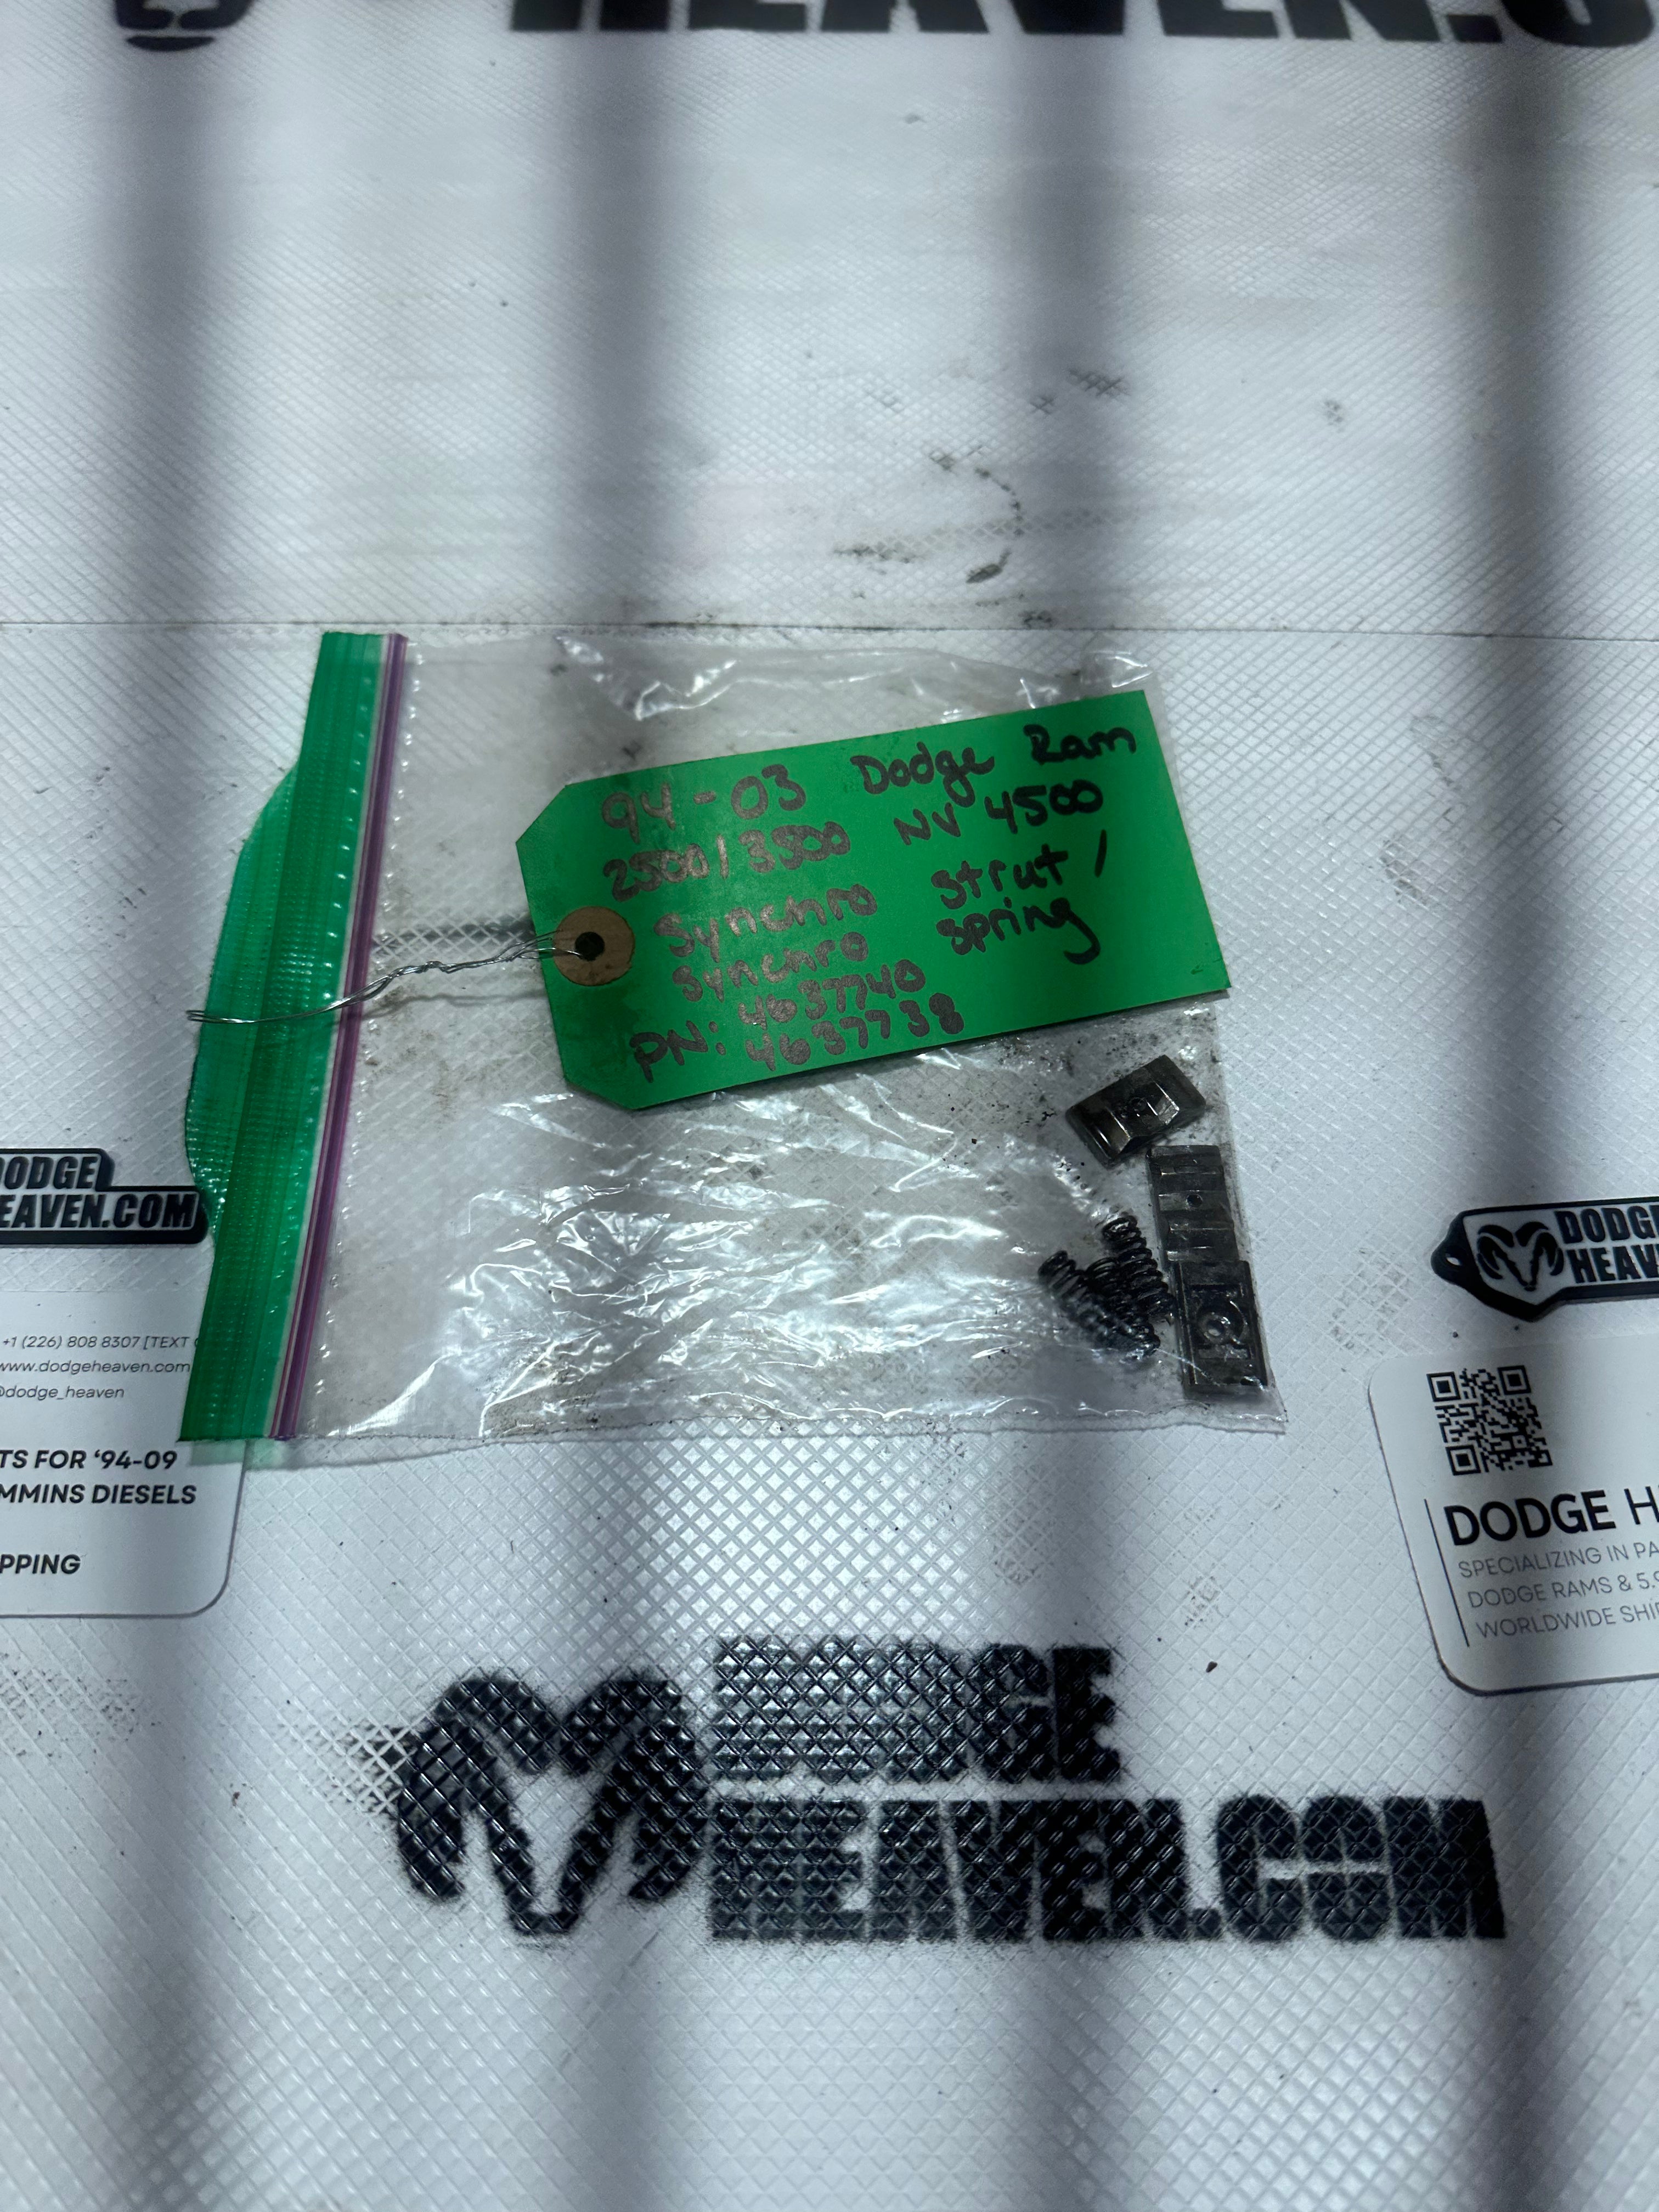 HEAVEN.C
94-03 Dodge Ram
2500/3500 NV 4500
Synchro strut /
synchro spring
PN: 4637740
4637738
DODGE
EAVEN.COM
+1 (226) 808 8307 [TEXT
www.dodgeheaven.com
@dodge_heaven
TS FOR ‘94-09
MMINS DIESELS
PPING
DODGE
HEAV
DODGE H
SPECIALIZING IN PA
DODGE RAMS & 5.9
WORLDWIDE SHI
DODGE
HEAVEN.COM